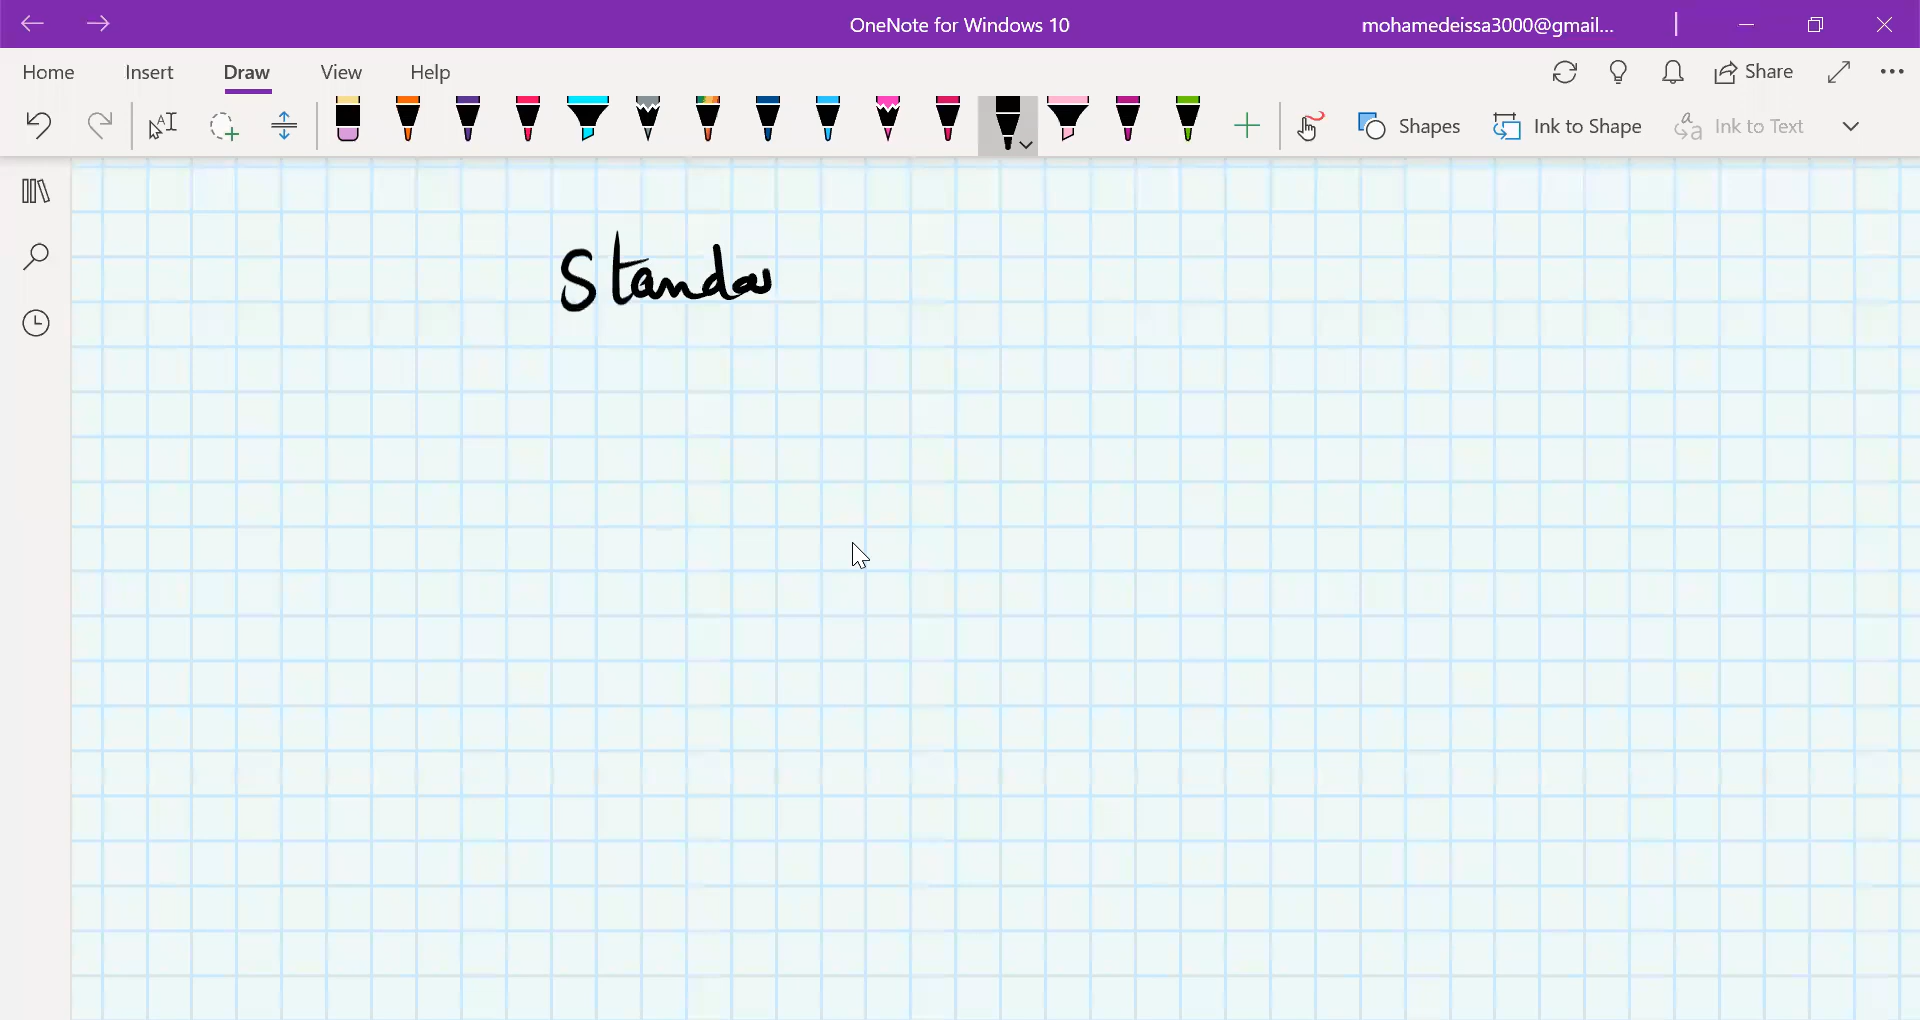 OneNote for Windows 10 mohamedeissa3000@gmail...
Home Insert Draw View Help Share
Shapes Ink to Shape Ink to Text
Standa